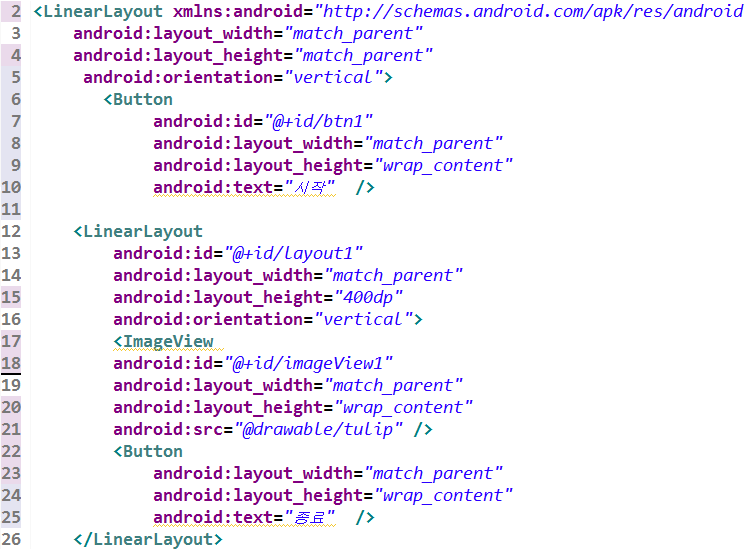 2 <LinearLayout xmlns:android="http://schemas.android.com/apk/res/android
3     android:layout_width="match_parent"
4     android:layout_height="match_parent"
5      android:orientation="vertical">
6        <Button
7             android:id="@+id/btn1"
8             android:layout_width="match_parent"
9             android:layout_height="wrap_content"
10            android:text="시작"  />
11
12    <LinearLayout
13        android:id="@+id/layout1"
14        android:layout_width="match_parent"
15        android:layout_height="400dp"
16        android:orientation="vertical">
17        <ImageView
18        android:id="@+id/imageView1"
19        android:layout_width="match_parent"
20        android:layout_height="wrap_content"
21        android:src="@drawable/tulip" />
22        <Button
23            android:layout_width="match_parent"
24            android:layout_height="wrap_content"
25            android:text="종료"  />
26    </LinearLayout>